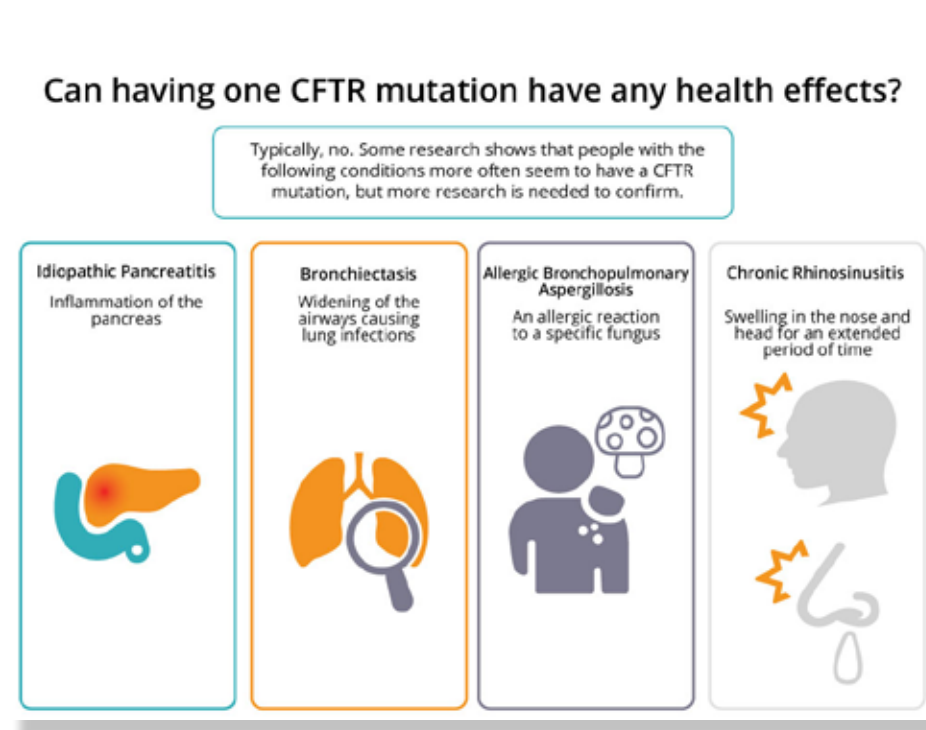 Can having one CFTR mutation have any health effects?
Typically, no. Some research shows that people with the
following conditions more often seem to have a CFTR
mutation, but more research is needed to confirm.
Idiopathic Pancreatitis
Inflammation of the
pancreas
Bronchiectasis
Widening of the
airways causing
lung infections
Allergic Bronchopulmonary
Aspergillosis
An allergic reaction
to a specific fungus
Chronic Rhinosinusitis
Swelling in the nose and
head for an extended
period of time